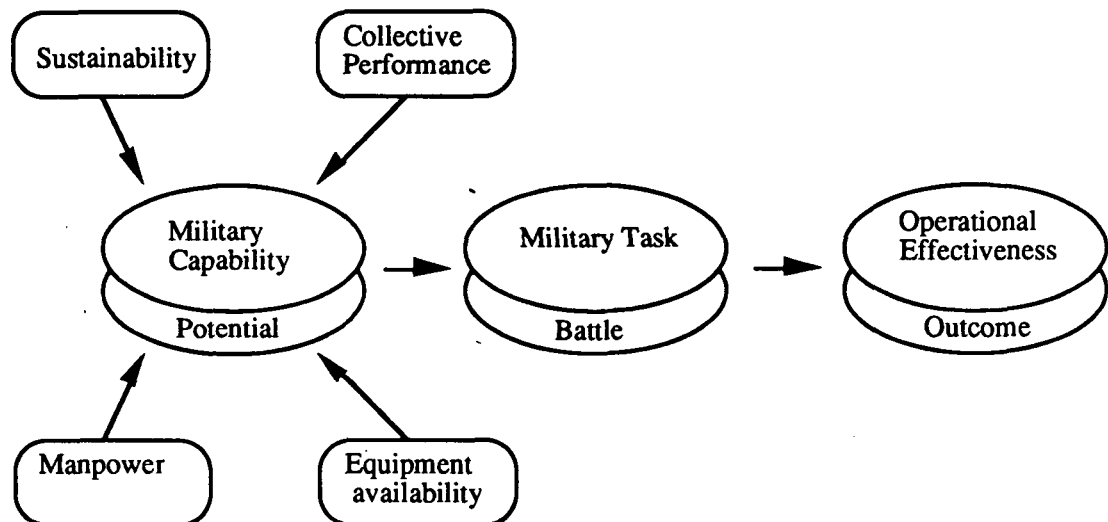 Sustainability
Collective
Performance
Military
Capability
Potential
Military Task
Battle
Operational
Effectiveness
Outcome
Manpower
Equipment
availability